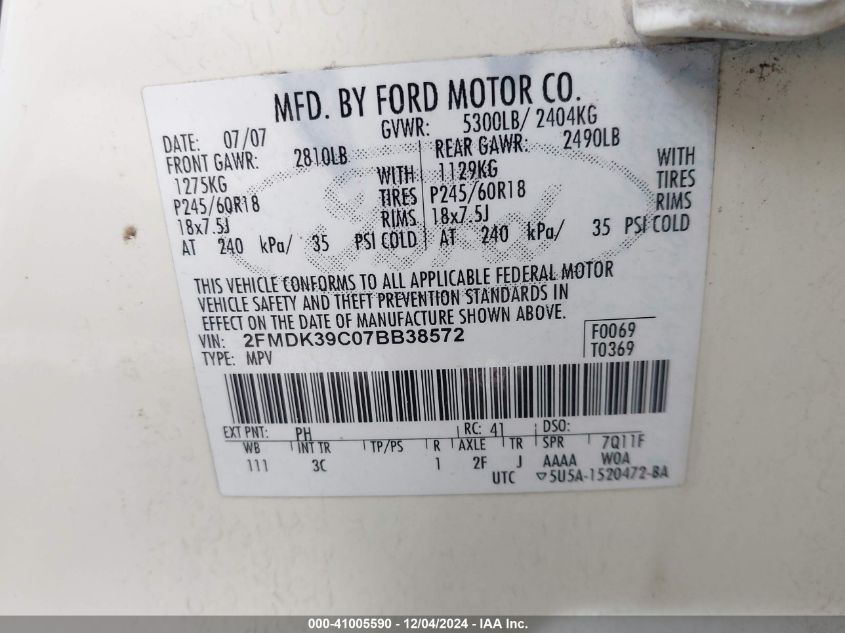 MFD. BY FORD MOTOR CO.
DATE: 07/07 GVWR: 5300LB/ 2404KG
FRONT GAWR: 2810LB REAR GAWR: 2490LB
1275KG WITH 1129KG WITH
P245/60R18 TIRES P245/60R18 TIRES
18x7.5J RIMS 18x7.5J RIMS
AT 240 kPa/ 35 PSI COLD AT 240 kPa/ 35 PSI COLD
THIS VEHICLE CONFORMS TO ALL APPLICABLE FEDERAL MOTOR
VEHICLE SAFETY AND THEFT PREVENTION STANDARDS IN
EFFECT ON THE DATE OF MANUFACTURE SHOWN ABOVE.
VIN: 2FMDK39C07BB38572 F0069
TYPE: MPV T0369
EXT PNT: PH RC: 41 DSO:
WB INT TR TP/PS R AXLE TR SPR 7Q11F
111 3C 1 2F J AAAA WOA
UTC ▽5U5A-1520472-BA
000-41005590 - 12/04/2024 - IAA Inc.